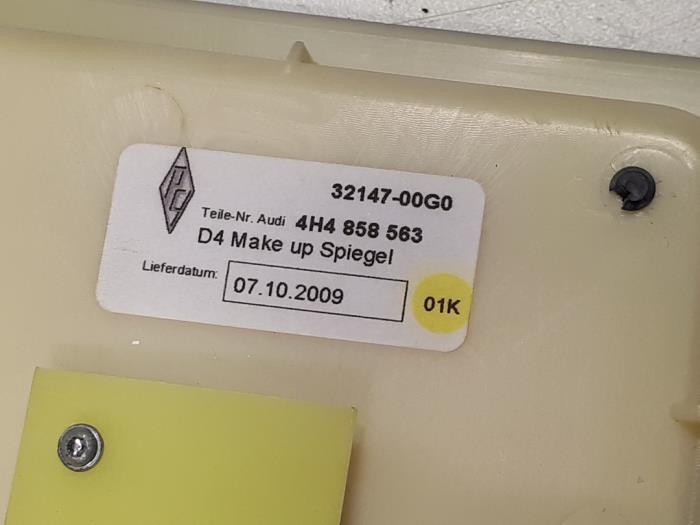 32147-00G0
Teile-Nr. Audi 4H4 858 563
D4 Make up Spiegel
Lieferdatum: 07.10.2009
01K